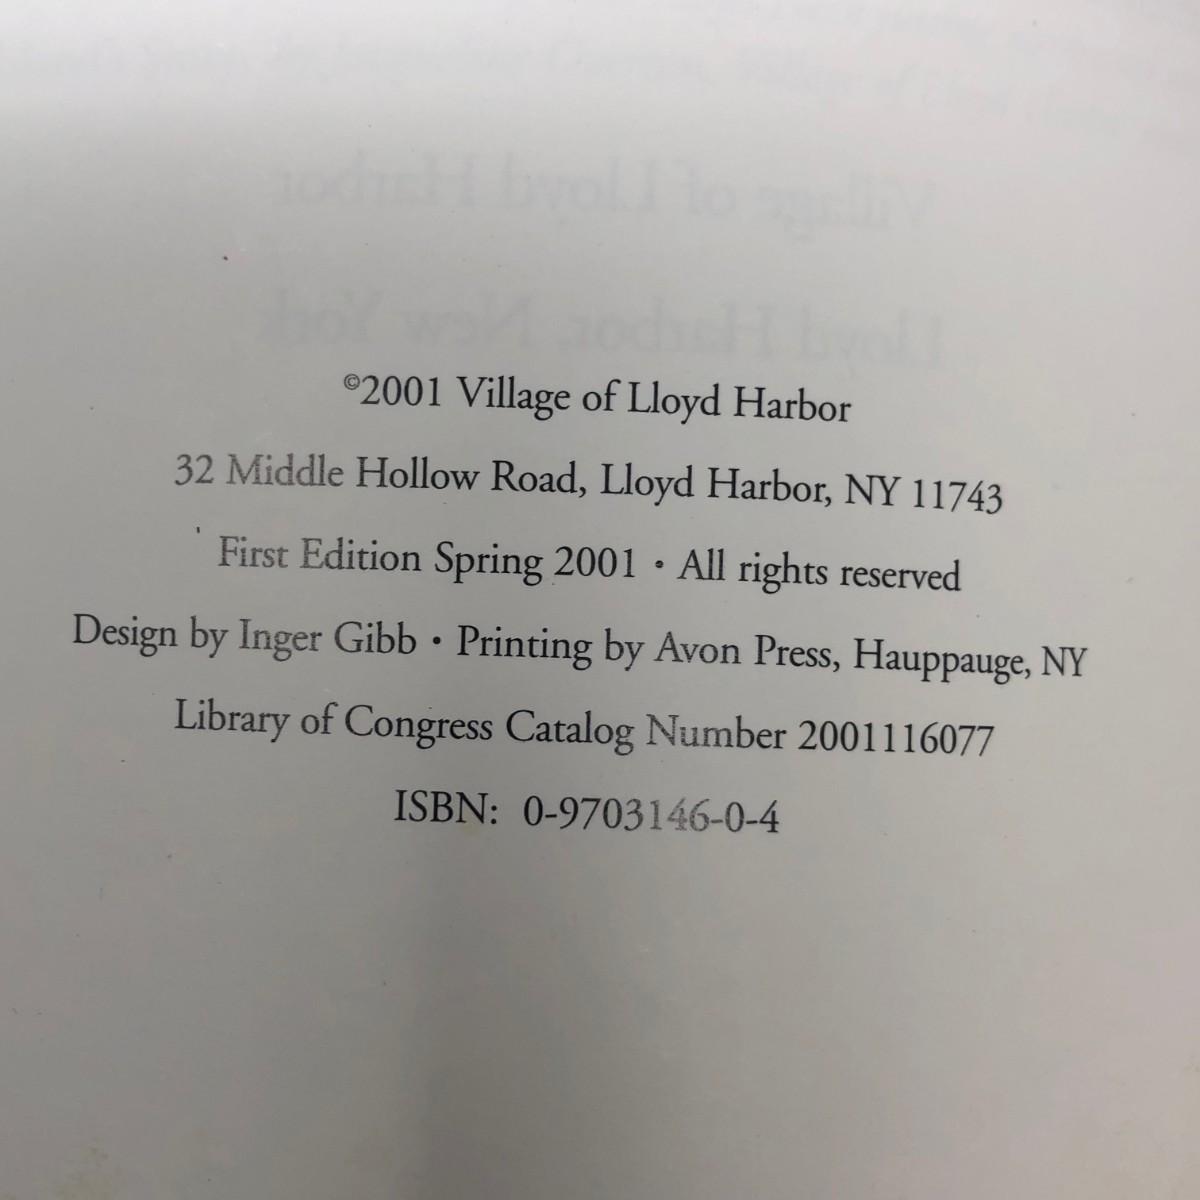 ©2001 Village of Lloyd Harbor
32 Middle Hollow Road, Lloyd Harbor, NY 11743
First Edition Spring 2001 • All rights reserved
Design by Inger Gibb • Printing by Avon Press, Hauppauge, NY
Library of Congress Catalog Number 2001116077
ISBN: 0-9703146-0-4